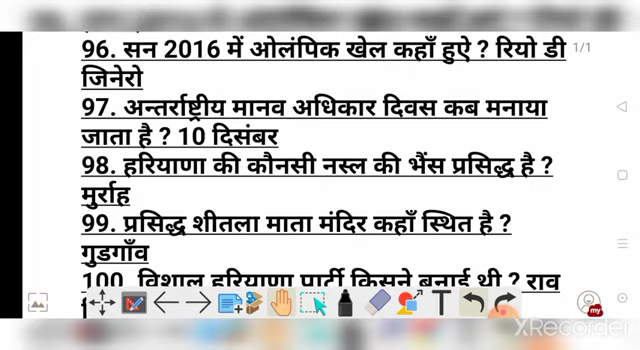 96. सन 2016 में ओलंपिक खेल कहाँ हुऐ ? रियो डी
1/1
जिनेरो
97. अन्तर्राष्ट्रीय मानव अधिकार दिवस कब मनाया
जाता है ? 10 दिसंबर
98. हरियाणा की कौनसी नस्ल की भैंस प्रसिद्ध है ?
मुर्राह
99. प्रसिद्ध शीतला माता मंदिर कहाँ स्थित है ?
गुडगाँव
100. विशाल हरियाणा पार्टी किसने बनाई थी ? राव
T
my
XRecorder